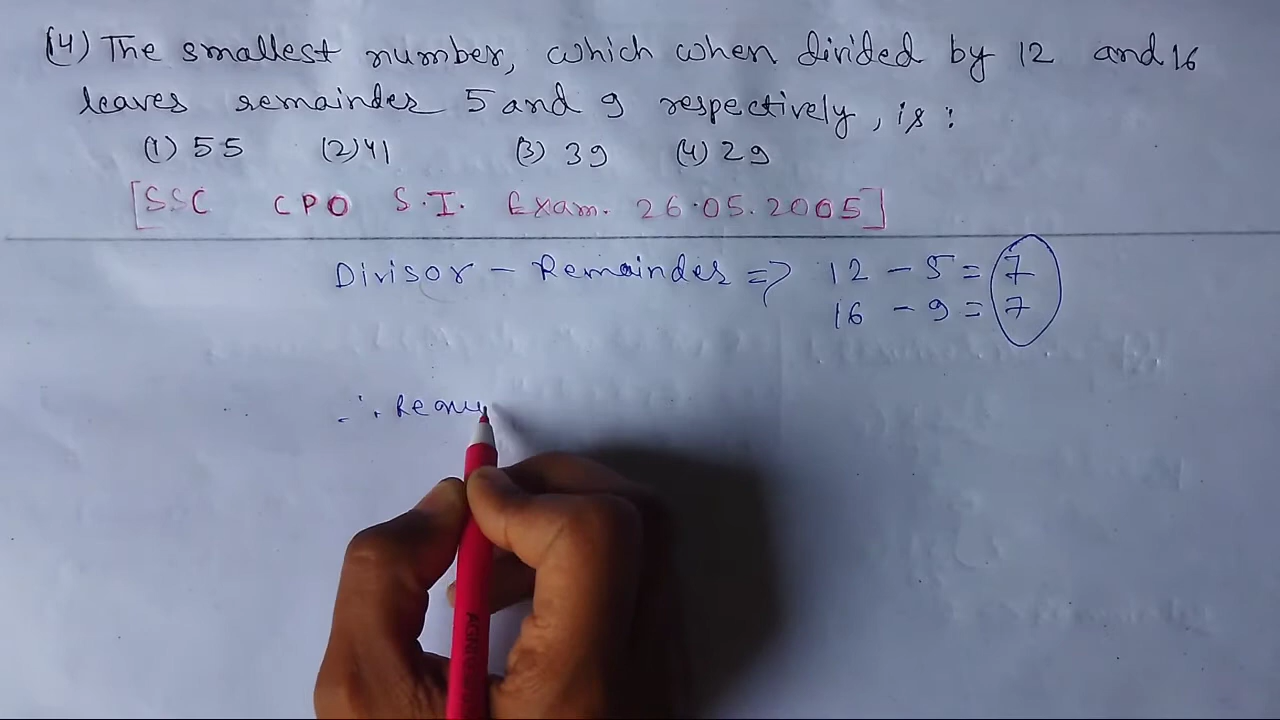 (4) The smallest number, which when divided by 12 and 16
leaves remainder 5 and 9 respectively, is :
(1) 55 (2) 41 (3) 39 (4) 29
[SSC CPO S.I. Exam. 26.05.2005]
Divisor - Remainder => 12 - 5 = 7
16 - 9 = 7
∴ Requ